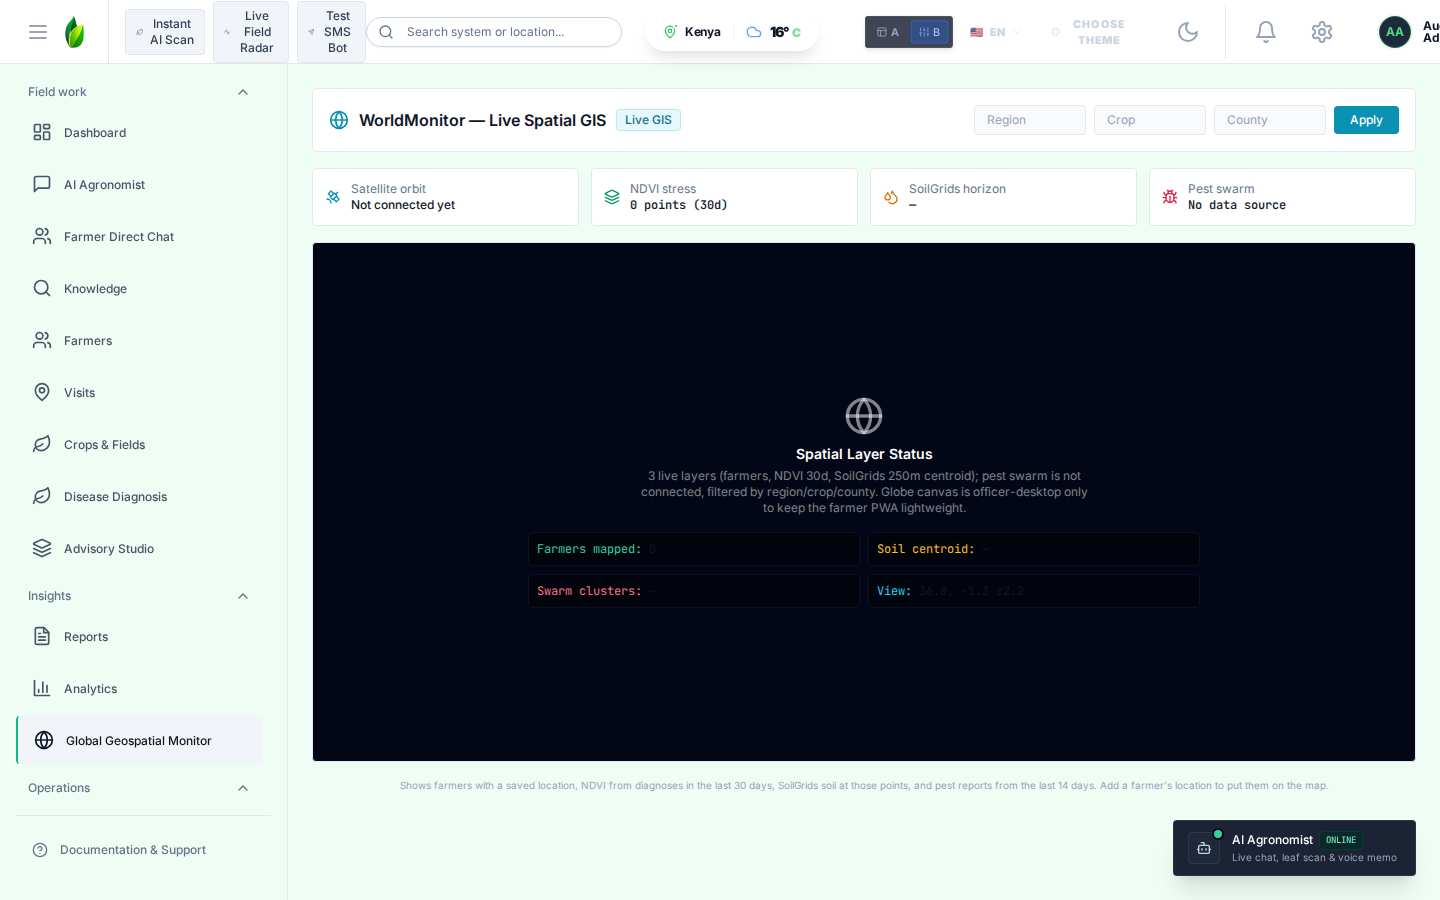 Instant
AI Scan
Live
Field
Radar
Test
SMS
Bot
Search system or location...
Kenya
16° C
A
B
🇺🇸 EN
CHOOSE
THEME
AA
Au
Ad
Field work
Dashboard
AI Agronomist
Farmer Direct Chat
Knowledge
Farmers
Visits
Crops & Fields
Disease Diagnosis
Advisory Studio
Insights
Reports
Analytics
Global Geospatial Monitor
Operations
Documentation & Support
WorldMonitor — Live Spatial GIS
Live GIS
Region
Crop
County
Apply
Satellite orbit
Not connected yet
NDVI stress
0 points (30d)
SoilGrids horizon
—
Pest swarm
No data source
Spatial Layer Status
3 live layers (farmers, NDVI 30d, SoilGrids 250m centroid); pest swarm is not
connected, filtered by region/crop/county. Globe canvas is officer-desktop only
to keep the farmer PWA lightweight.
Farmers mapped: 0
Soil centroid: —
Swarm clusters: —
View:
Shows farmers with a saved location, NDVI from diagnoses in the last 30 days, SoilGrids soil at those points, and pest reports from the last 14 days. Add a farmer's location to put them on the map.
AI Agronomist
ONLINE
Live chat, leaf scan & voice memo